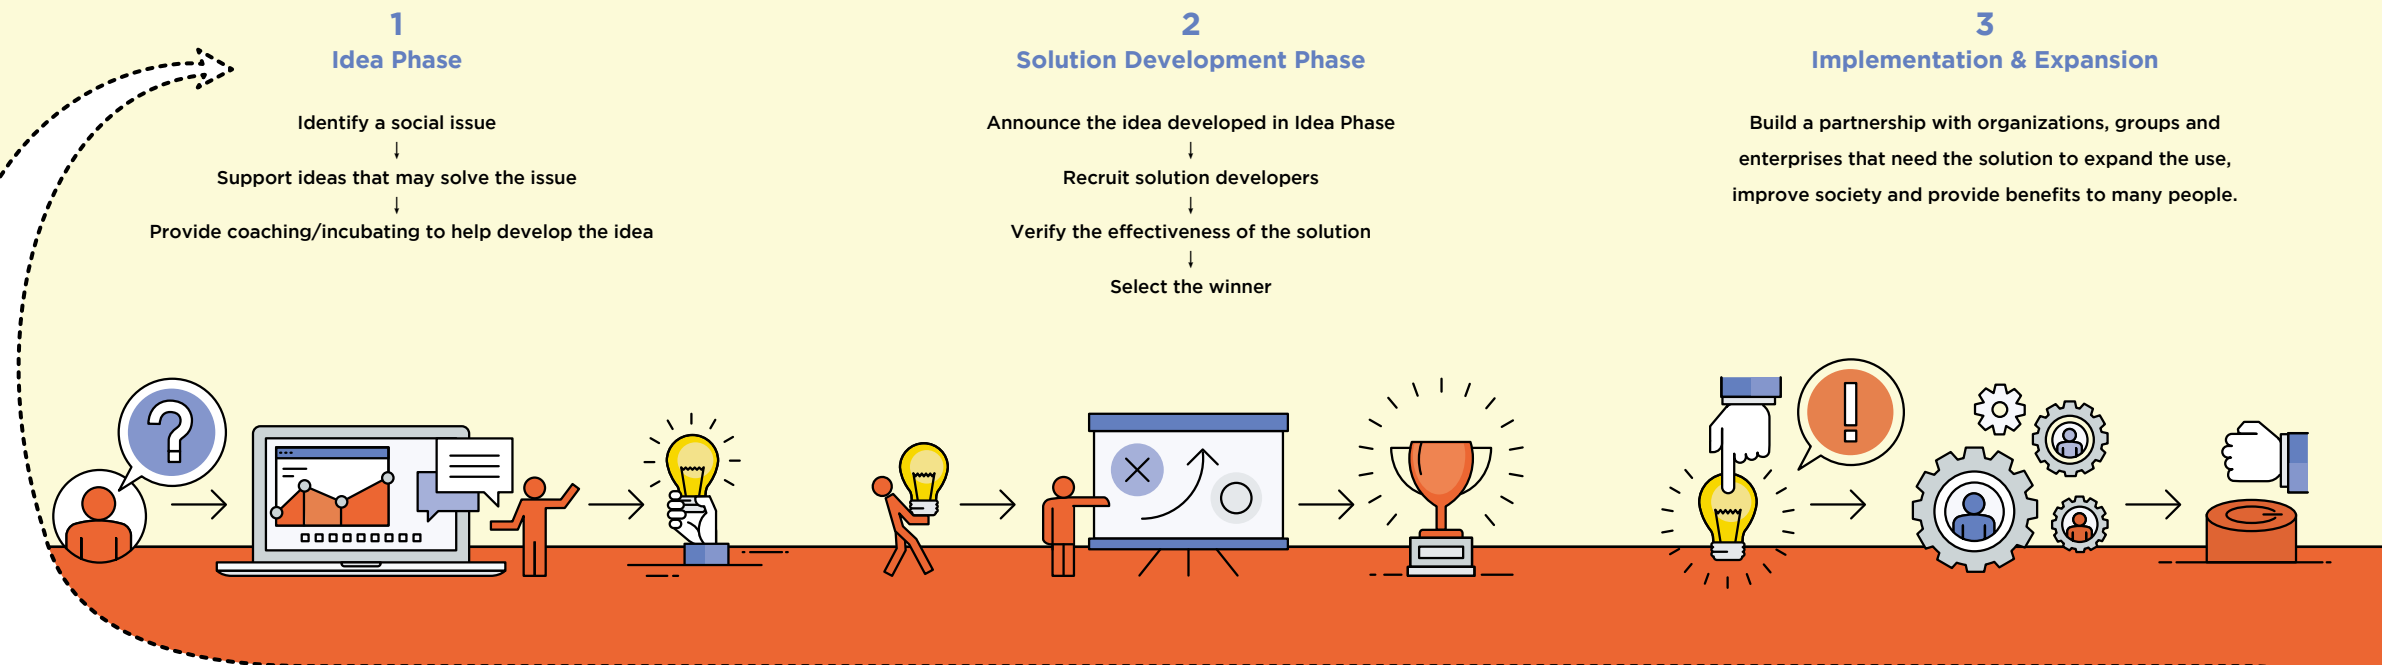 1
Idea Phase
Identify a social issue
↓
Support ideas that may solve the issue
↓
Provide coaching/incubating to help develop the idea
2
Solution Development Phase
Announce the idea developed in Idea Phase
↓
Recruit solution developers
↓
Verify the effectiveness of the solution
↓
Select the winner
3
Implementation & Expansion
Build a partnership with organizations, groups and
enterprises that need the solution to expand the use,
improve society and provide benefits to many people.